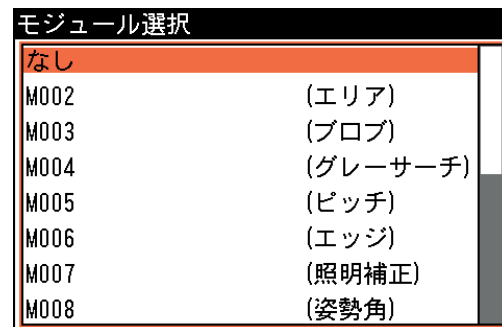 モジュール選択
なし
M002 (エリア)
M003 (ブロブ)
M004 (グレーサーチ)
M005 (ピッチ)
M006 (エッジ)
M007 (照明補正)
M008 (姿勢角)